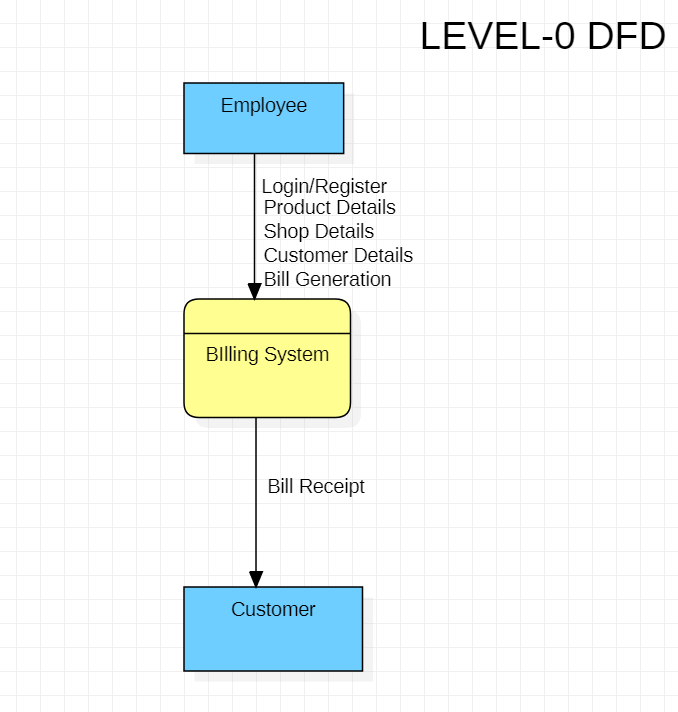 LEVEL-0 DFD
Employee
Login/Register
Product Details
Shop Details
Customer Details
Bill Generation
BIlling System
Bill Receipt
Customer